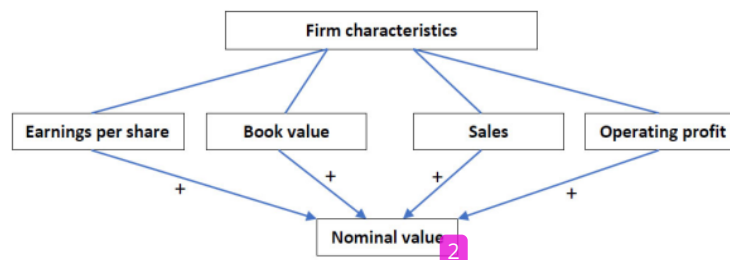 Firm characteristics
Earnings per share
Book value
Sales
Operating profit
+
+
+
+
Nominal value
2